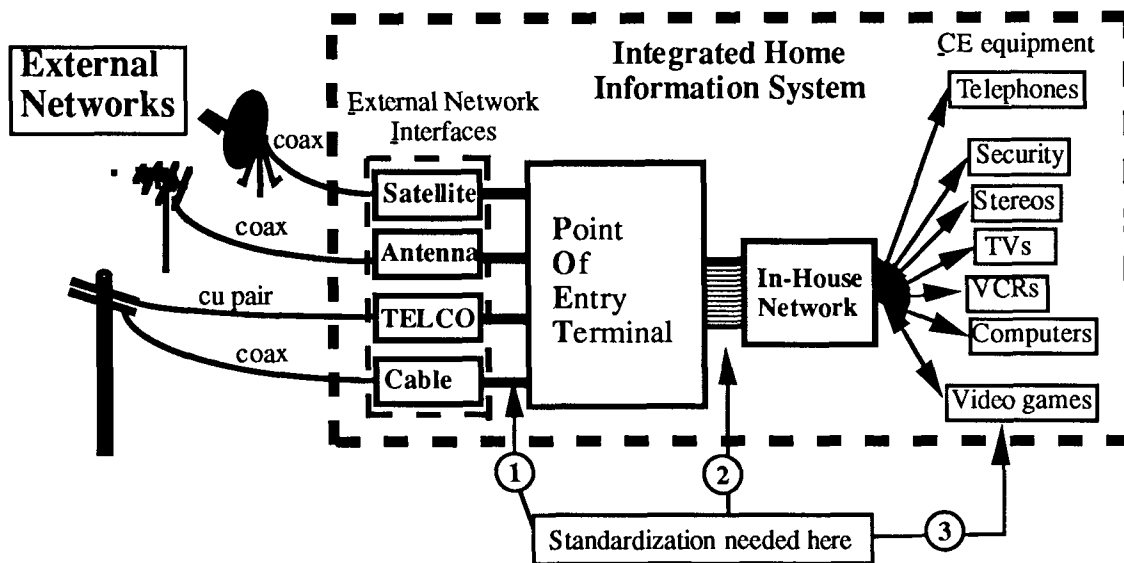 External
Networks
Integrated Home
Information System
CE equipment
Telephones
External Network
Interfaces
coax
Security
Satellite
Stereos
coax
Antenna
Point
Of
Entry
Terminal
TVs
In-House
Network
VCRs
cu pair
TELCO
Computers
coax
Cable
Video games
1
2
Standardization needed here
3